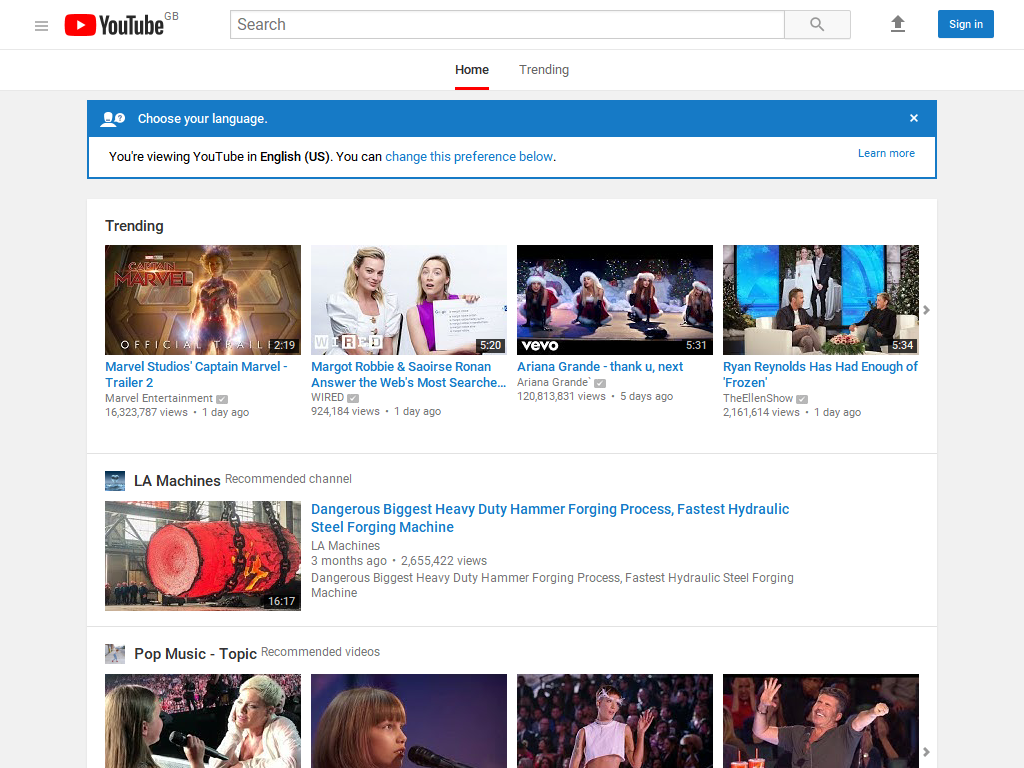 YouTube GB
Search
Sign in
Home
Trending
Choose your language.
×
You're viewing YouTube in English (US). You can change this preference below.
Learn more
Trending
CAPTAIN
MARVEL
OFFICIAL TRAIL
2:19
WIRED
5:20
vevo
5:31
5:34
Marvel Studios' Captain Marvel -
Trailer 2
Marvel Entertainment
16,323,787 views • 1 day ago
Margot Robbie & Saoirse Ronan
Answer the Web's Most Searche...
WIRED
924,184 views • 1 day ago
Ariana Grande - thank u, next
Ariana Grande`
120,813,831 views • 5 days ago
Ryan Reynolds Has Had Enough of
'Frozen'
TheEllenShow
2,161,614 views • 1 day ago
LA Machines Recommended channel
16:17
Dangerous Biggest Heavy Duty Hammer Forging Process, Fastest Hydraulic
Steel Forging Machine
LA Machines
3 months ago • 2,655,422 views
Dangerous Biggest Heavy Duty Hammer Forging Process, Fastest Hydraulic Steel Forging
Machine
Pop Music - Topic Recommended videos